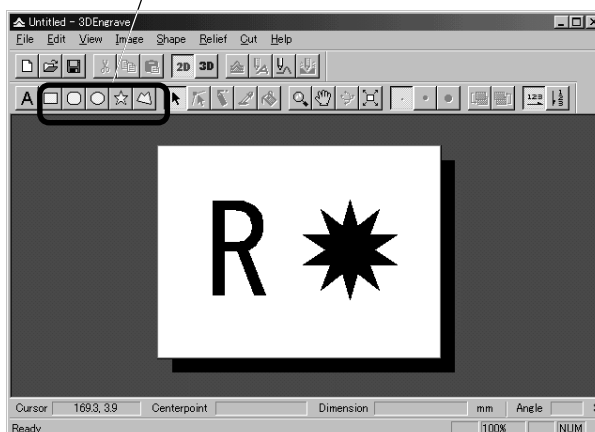 Untitled - 3DEngrave
File Edit View Image Shape Relief Cut Help
2D 3D
A 123
R
Cursor 169.3, 3.9 Centerpoint Dimension mm Angle
Ready 100% NUM